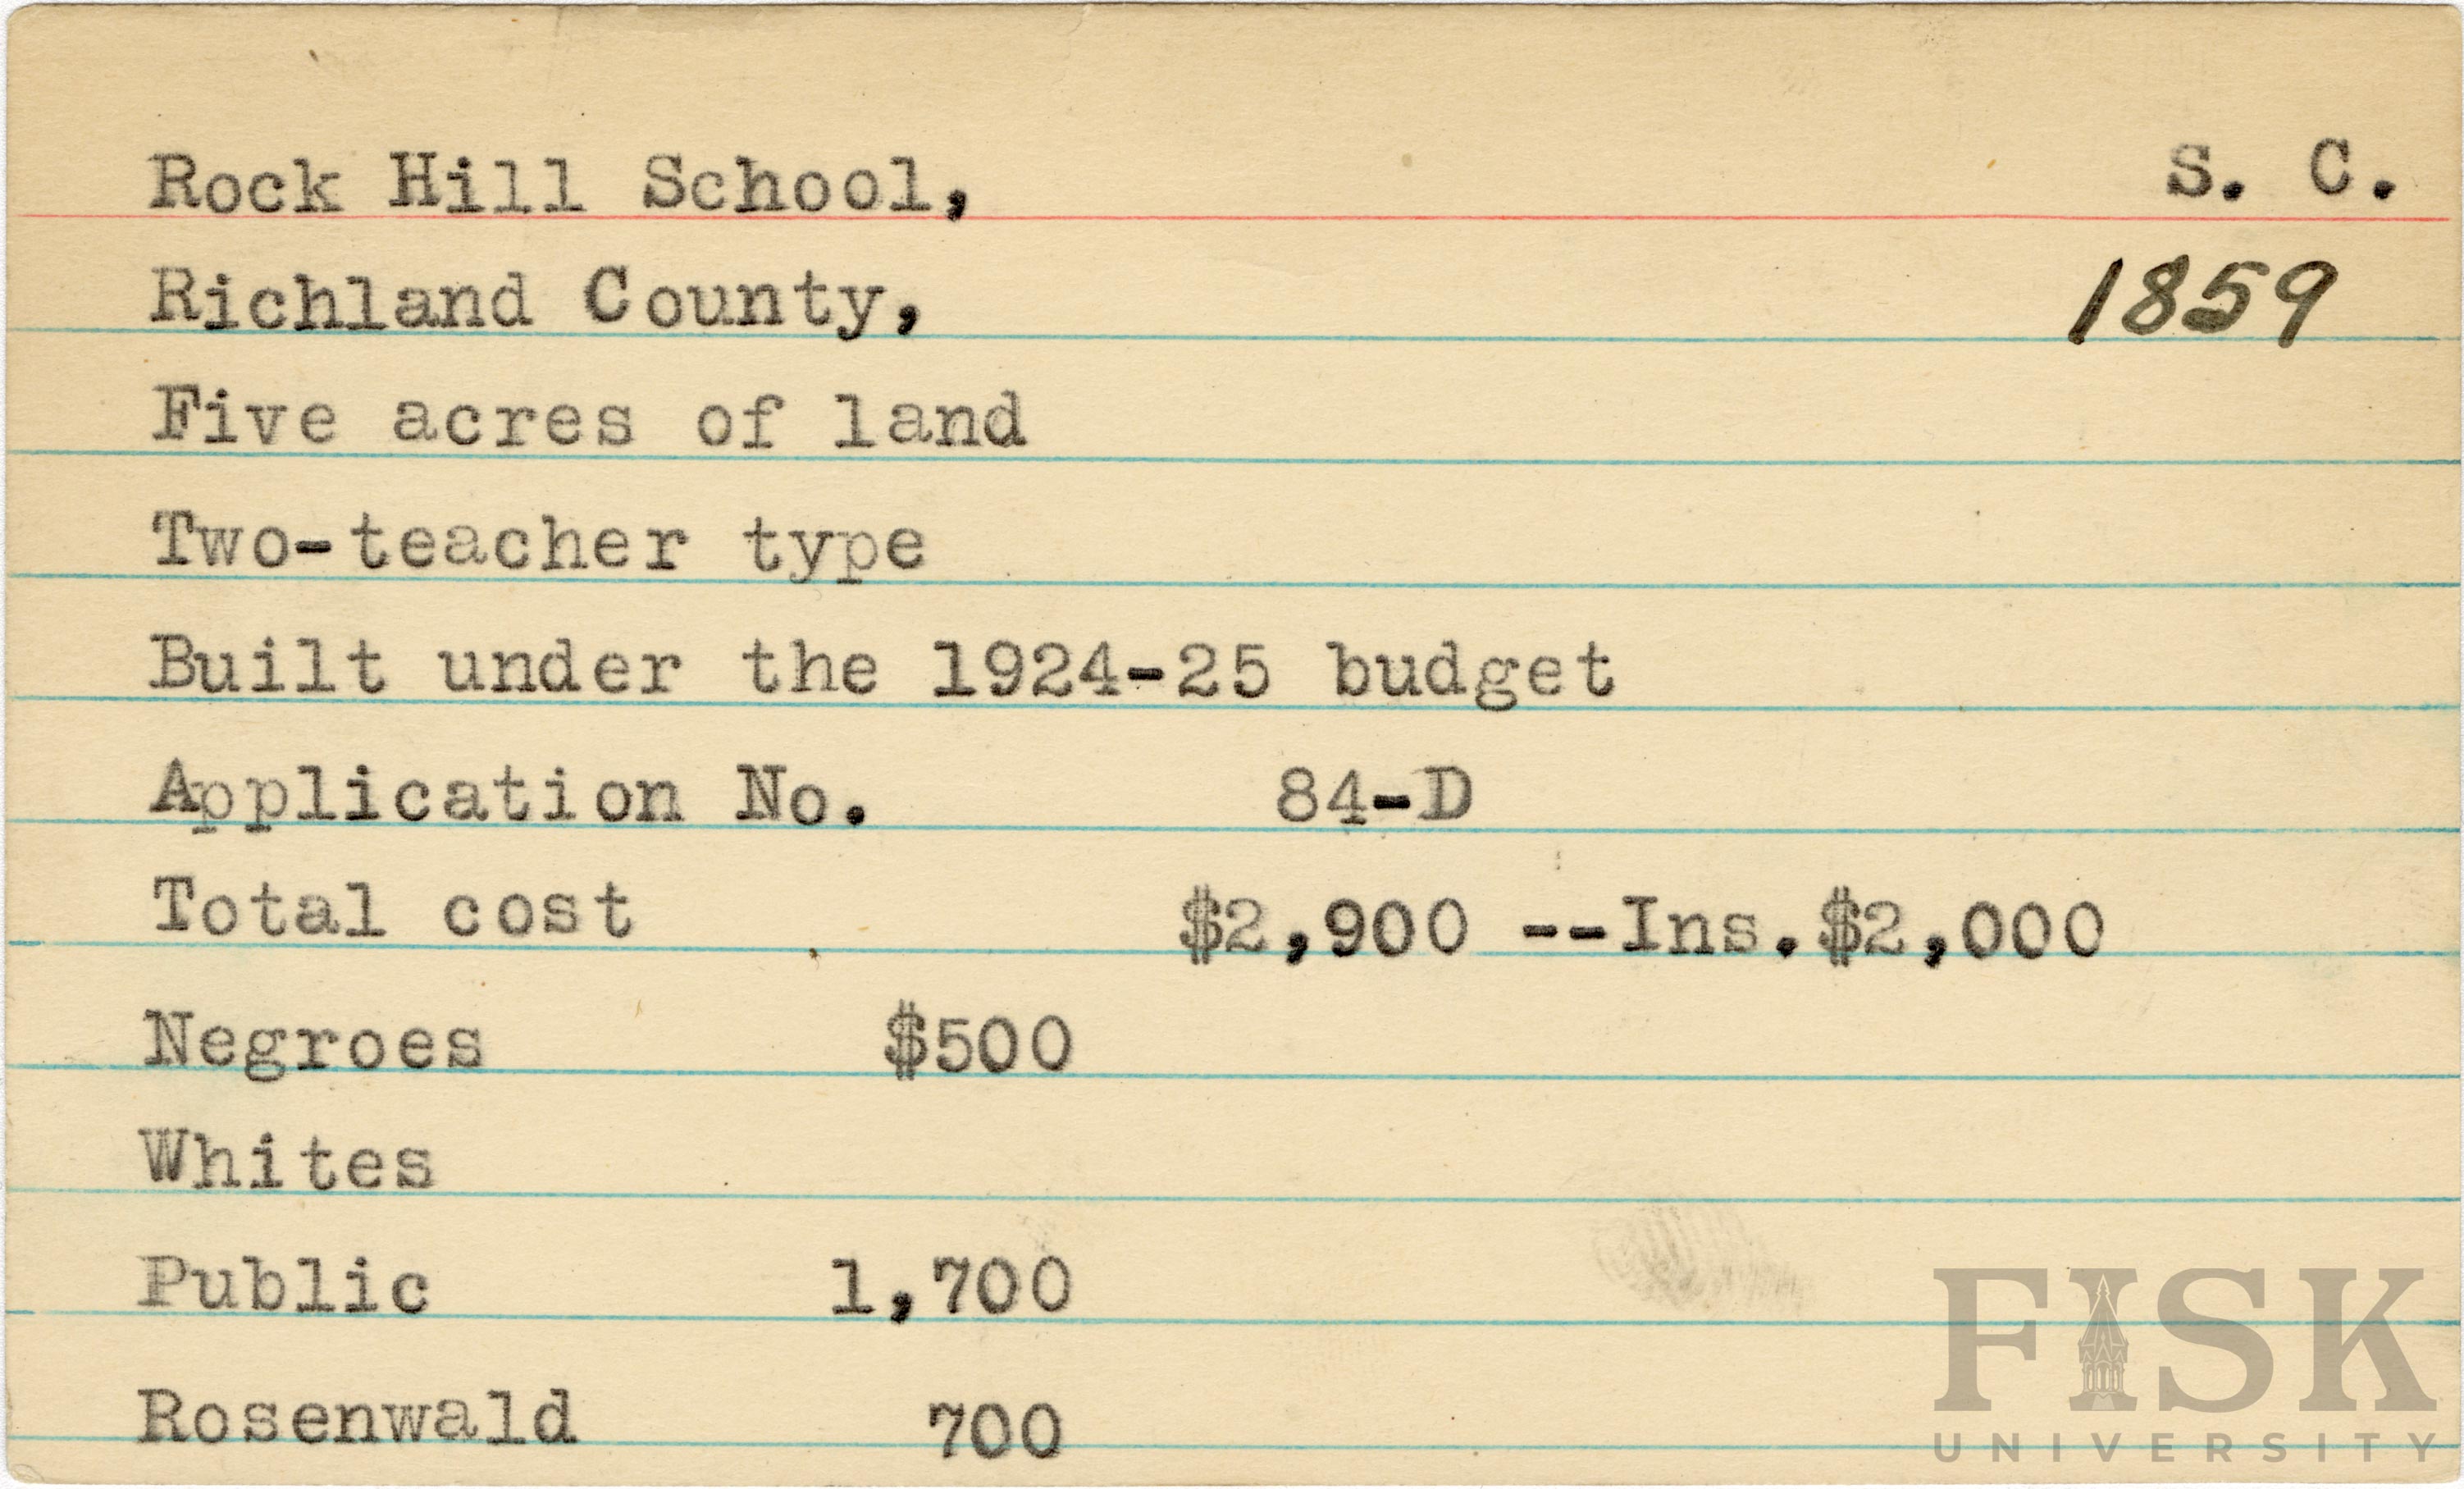 Rock Hill School, S. C.
Richland County, 1859
Five acres of land
Two-teacher type
Built under the 1924-25 budget
Application No. 84-D
Total cost $2,900 --Ins.$2,000
Negroes $500
Whites
Public 1,700
Rosenwald 700
FISK
UNIVERSITY